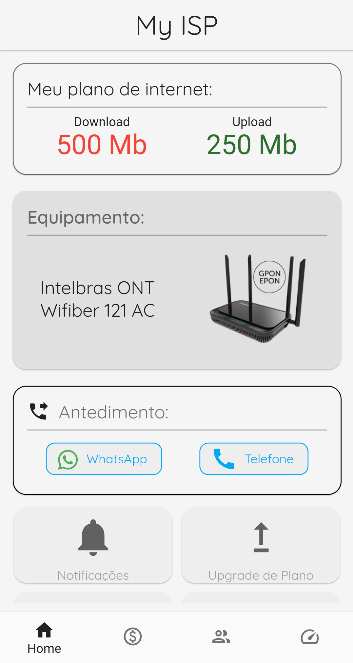 My ISP
Meu plano de internet:
Download
Upload
500 Mb
250 Mb
Equipamento:
Intelbras ONT
Wifiber 121 AC
GPON
EPON
Antedimento:
WhatsApp
Telefone
Notificações
Upgrade de Plano
Home